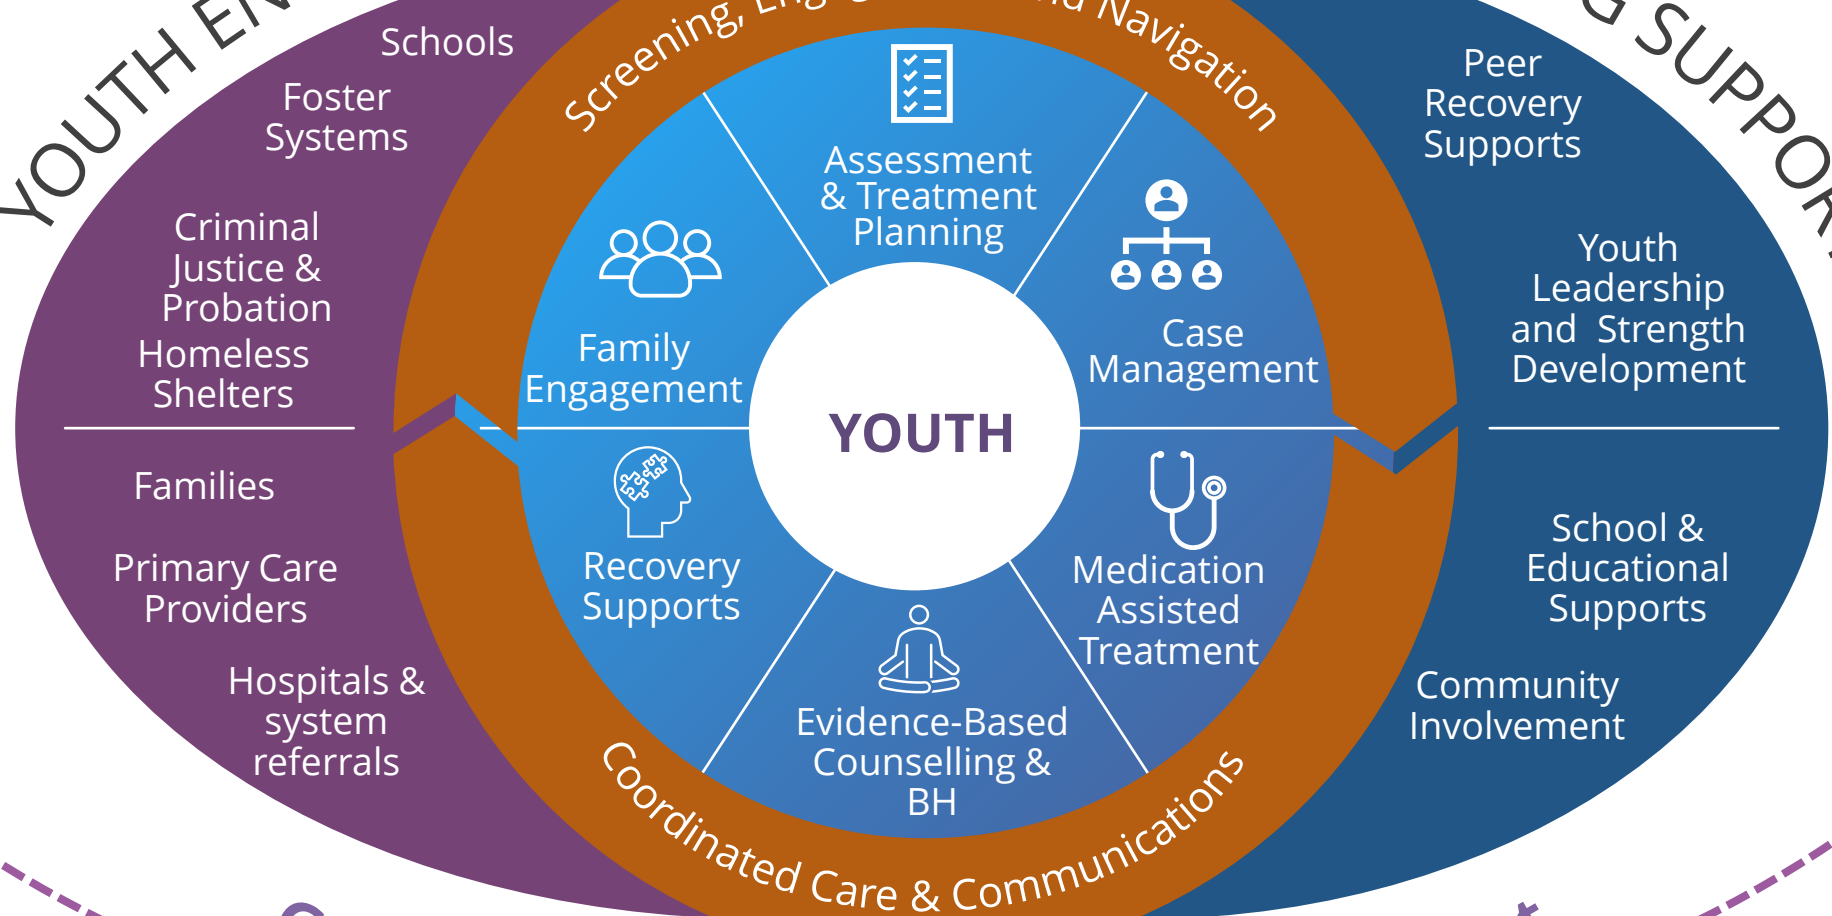 YOUTH
SUPPOR
Screening,
Navigation
Schools
Foster
Systems
Criminal
Justice &
Probation
Homeless
Shelters
Families
Primary Care
Providers
Hospitals &
system
referrals
Assessment
& Treatment
Planning
Family
Engagement
Case
Management
YOUTH
Recovery
Supports
Medication
Assisted
Treatment
Evidence-Based
Counselling &
BH
Coordinated Care & Communications
Peer
Recovery
Supports
Youth
Leadership
and Strength
Development
School &
Educational
Supports
Community
Involvement